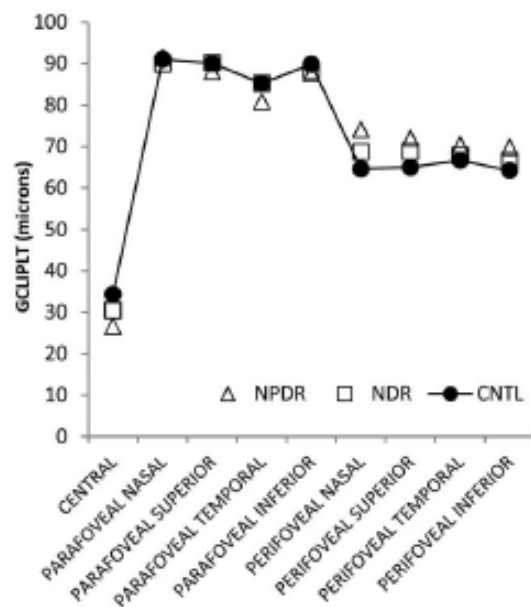 GCLIPLT (microns)
100
90
80
70
60
50
40
30
20
10
0
NPDR NDR CNTL
CENTRAL
PARAFOVEAL NASAL
PARAFOVEAL SUPERIOR
PARAFOVEAL TEMPORAL
PARAFOVEAL INFERIOR
PERIFOVEAL NASAL
PERIFOVEAL SUPERIOR
PERIFOVEAL TEMPORAL
PERIFOVEAL INFERIOR